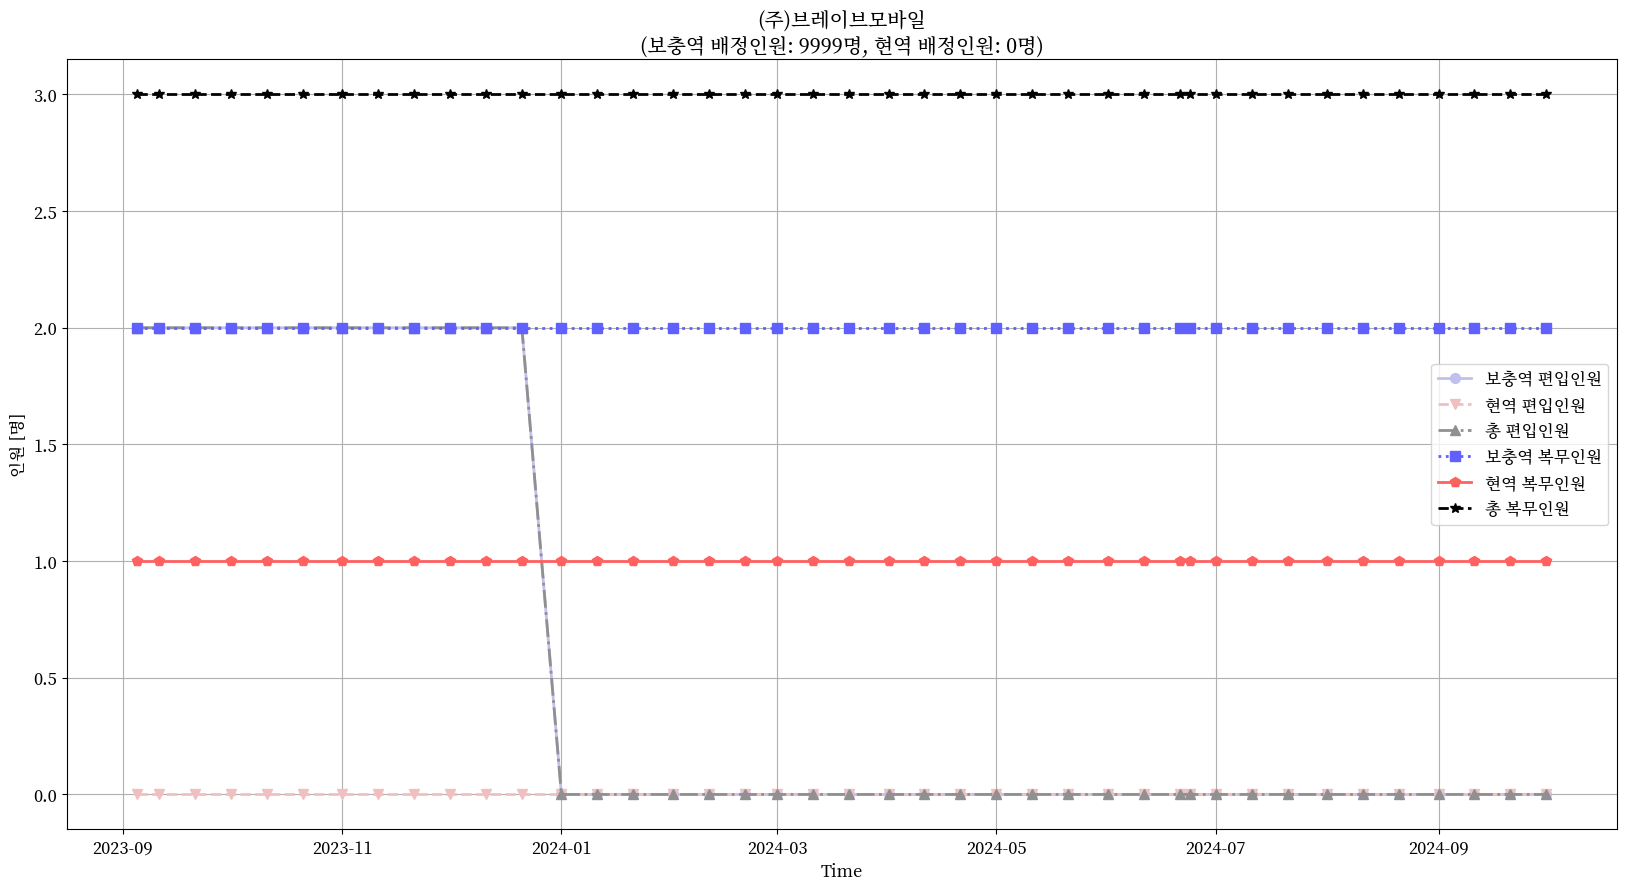 (주)브레이브모바일
(보충역 배정인원: 9999명, 현역 배정인원: 0명)
3.0
2.5
2.0
1.5
1.0
0.5
0.0
인원 [명]
보충역 편입인원
현역 편입인원
총 편입인원
보충역 복무인원
현역 복무인원
총 복무인원
2023-09
2023-11
2024-01
2024-03
2024-05
2024-07
2024-09
Time